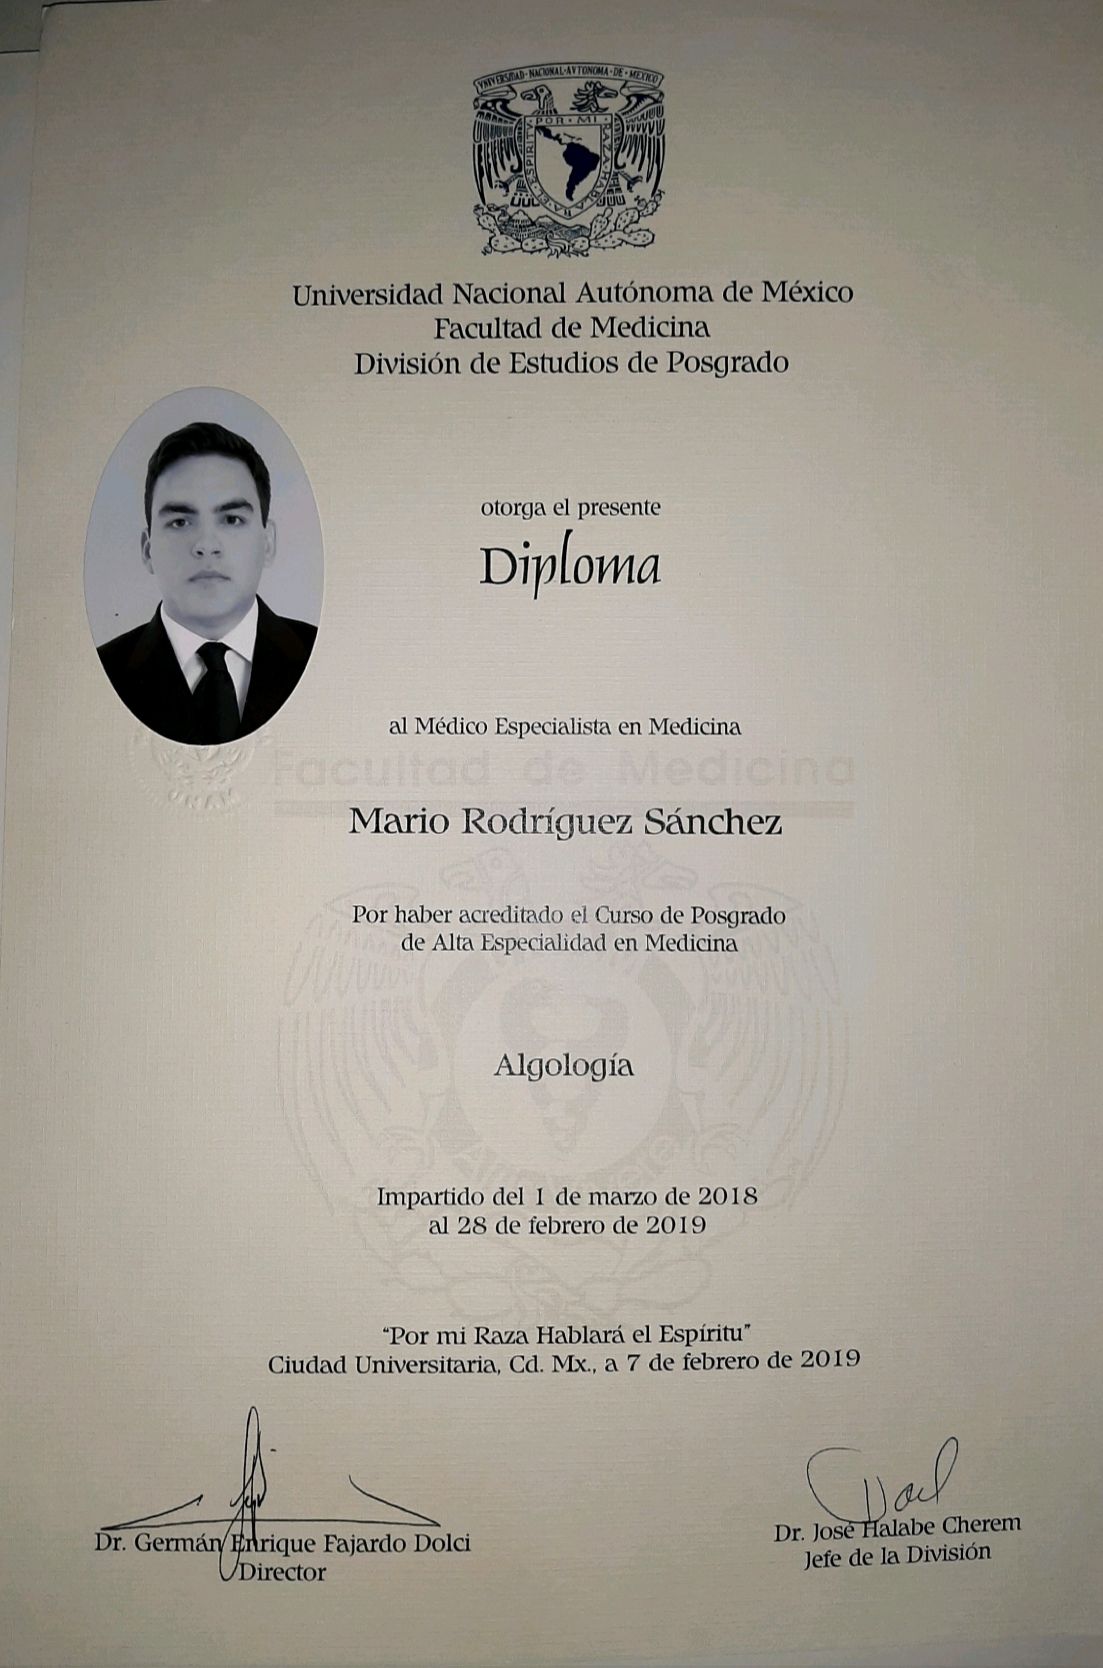 VNIVERSIDAD·NACIONAL·AVTONOMA·DE·MEXICO
POR·MI·RAZA·HABLARA·EL·ESPIRITV
Universidad Nacional Autónoma de México
Facultad de Medicina
División de Estudios de Posgrado
otorga el presente
Diploma
al Médico Especialista en Medicina
Facultad de Medicina
UNAM
Mario Rodríguez Sánchez
Por haber acreditado el Curso de Posgrado
de Alta Especialidad en Medicina
Algología
Impartido del 1 de marzo de 2018
al 28 de febrero de 2019
“Por mi Raza Hablará el Espíritu”
Ciudad Universitaria, Cd. Mx., a 7 de febrero de 2019
Dr. Germán Enrique Fajardo Dolci
Director
Dr. José Halabe Cherem
Jefe de la División